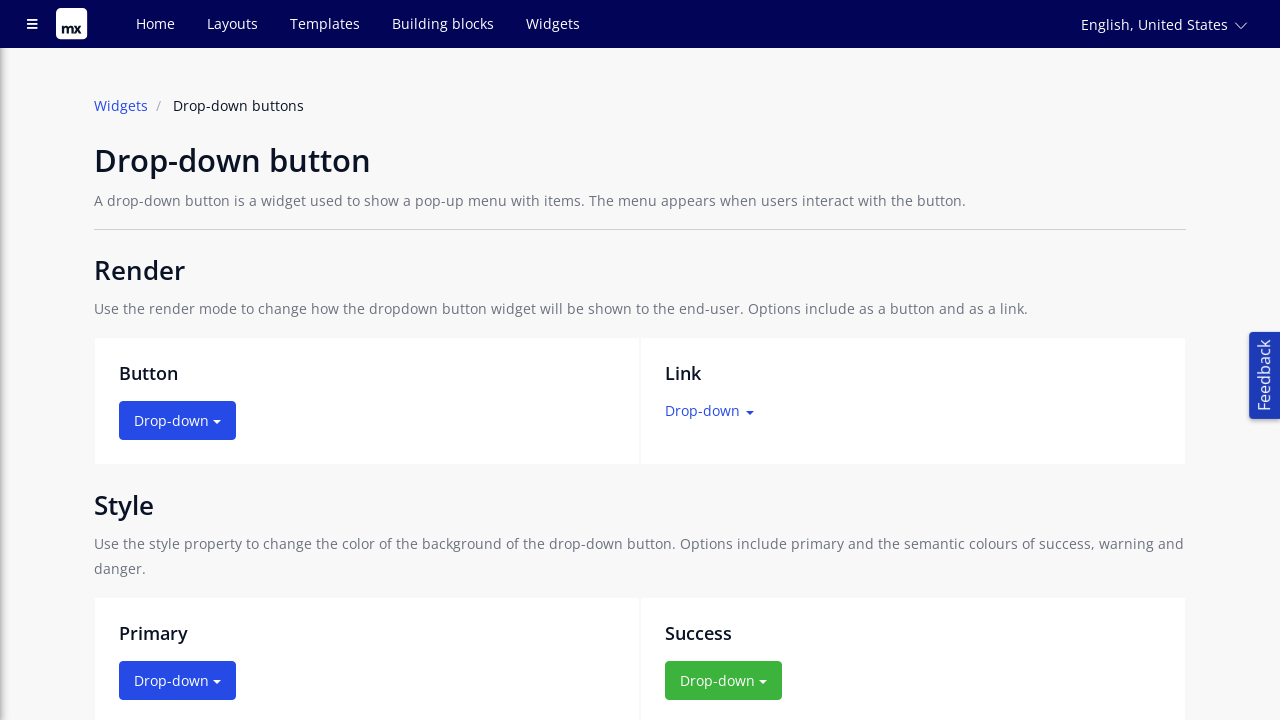 mx
Home
Layouts
Templates
Building blocks
Widgets
English, United States
Widgets / Drop-down buttons
Drop-down button
A drop-down button is a widget used to show a pop-up menu with items. The menu appears when users interact with the button.
Render
Use the render mode to change how the dropdown button widget will be shown to the end-user. Options include as a button and as a link.
Button
Drop-down
Link
Drop-down
Feedback
Style
Use the style property to change the color of the background of the drop-down button. Options include primary and the semantic colours of success, warning and
danger.
Primary
Drop-down
Success
Drop-down